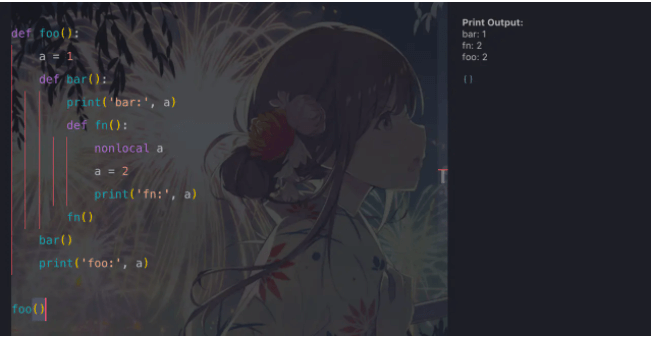 def foo():
    a = 1
    def bar():
        print('bar:', a)
        def fn():
            nonlocal a
            a = 2
            print('fn:', a)
        fn()
    bar()
    print('foo:', a)

foo()
Print Output:
bar: 1
fn: 2
foo: 2

{}